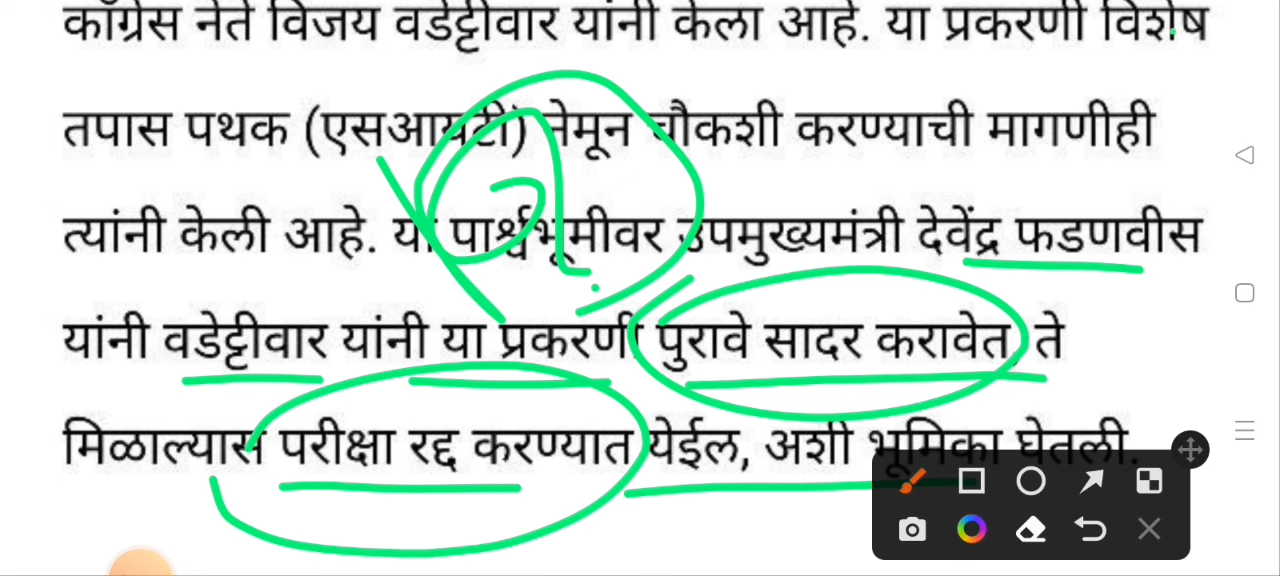 काँग्रेस नेते विजय वडेट्टीवार यांनी केला आहे. या प्रकरणी विशेष
तपास पथक (एसआयटी) नेमून चौकशी करण्याची मागणीही
त्यांनी केली आहे. या पार्श्वभूमीवर उपमुख्यमंत्री देवेंद्र फडणवीस
यांनी वडेट्टीवार यांनी या प्रकरणी पुरावे सादर करावेत, ते
मिळाल्यास परीक्षा रद्द करण्यात येईल, अशी भूमिका घेतली.